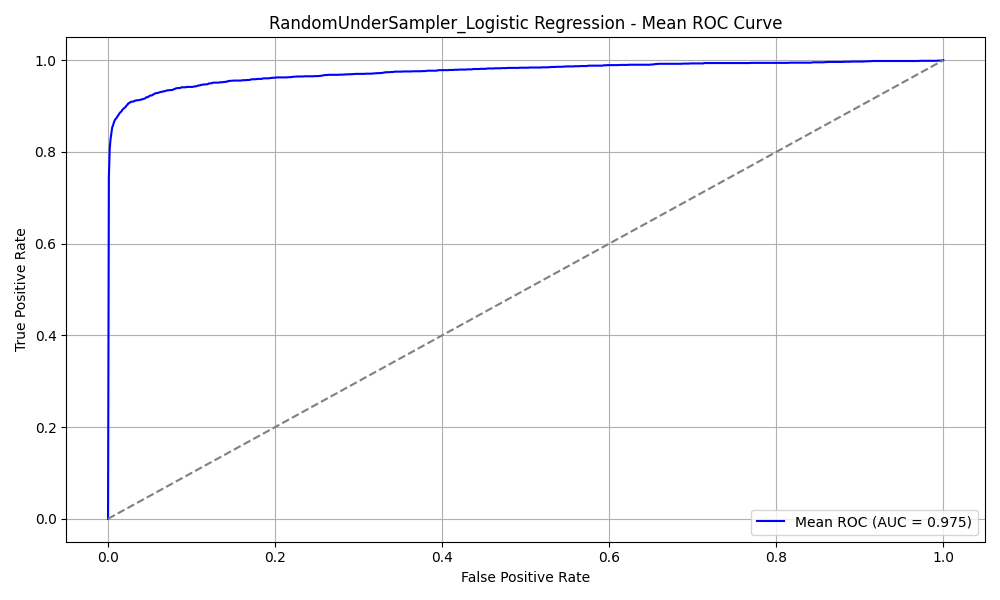 RandomUnderSampler_Logistic Regression - Mean ROC Curve
True Positive Rate
1.0
0.8
0.6
0.4
0.2
0.0
Mean ROC (AUC = 0.975)
0.0 0.2 0.4 0.6 0.8 1.0
False Positive Rate